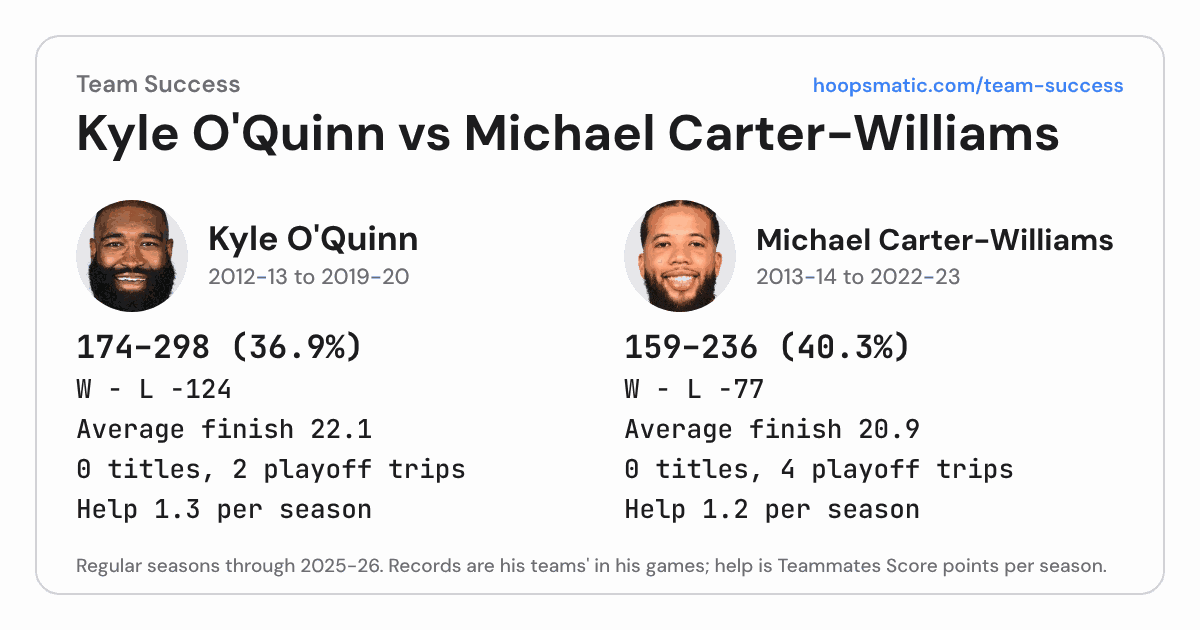 Team Success
hoopsmatic.com/team-success
Kyle O'Quinn vs Michael Carter-Williams
Kyle O'Quinn
2012-13 to 2019-20
174-298 (36.9%)
W - L -124
Average finish 22.1
0 titles, 2 playoff trips
Help 1.3 per season
Michael Carter-Williams
2013-14 to 2022-23
159-236 (40.3%)
W - L -77
Average finish 20.9
0 titles, 4 playoff trips
Help 1.2 per season
Regular seasons through 2025-26. Records are his teams' in his games; help is Teammates Score points per season.